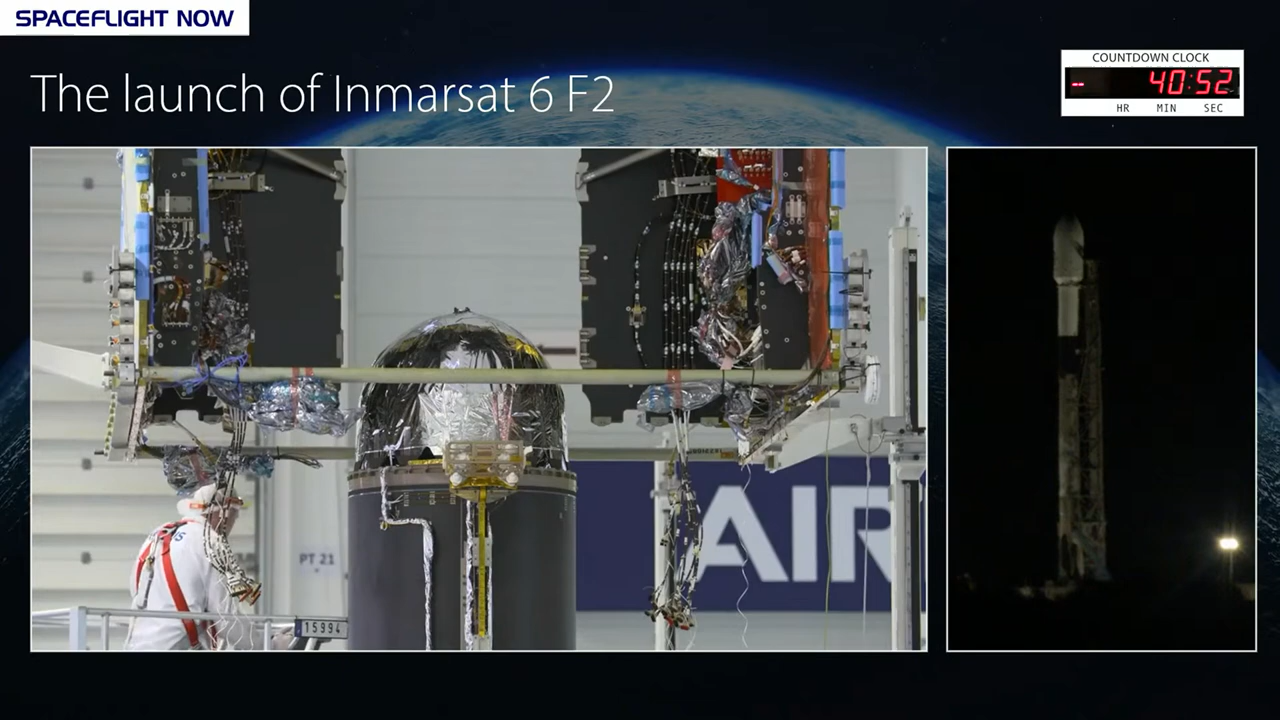 SPACEFLIGHT NOW
The launch of Inmarsat 6 F2
COUNTDOWN CLOCK
-- 40:52
HR MIN SEC
PT 21
AIR
15994